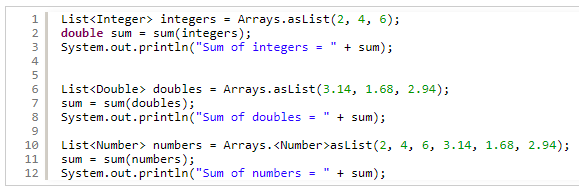 1 List<Integer> integers = Arrays.asList(2, 4, 6);
2 double sum = sum(integers);
3 System.out.println("Sum of integers = " + sum);
4
5
6 List<Double> doubles = Arrays.asList(3.14, 1.68, 2.94);
7 sum = sum(doubles);
8 System.out.println("Sum of doubles = " + sum);
9
10 List<Number> numbers = Arrays.<Number>asList(2, 4, 6, 3.14, 1.68, 2.94);
11 sum = sum(numbers);
12 System.out.println("Sum of numbers = " + sum);